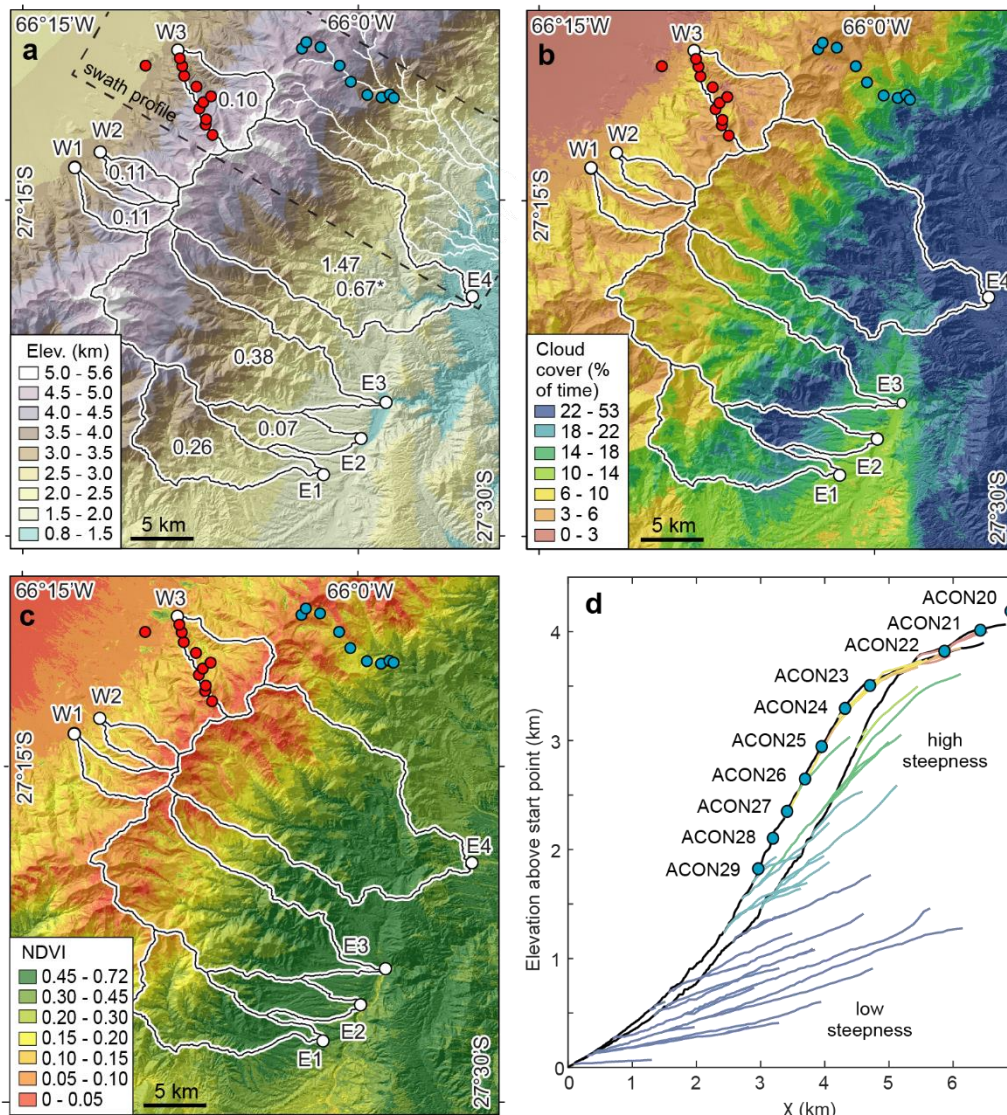 66°15'W
66°0'W
a
W3
swath profile
0.10
W2
W1
0.11
0.11
27°15'S
1.47
0.67*
E4
0.38
E3
0.07
0.26
E2
E1
Elev. (km)
5.0 - 5.6
4.5 - 5.0
4.0 - 4.5
3.5 - 4.0
3.0 - 3.5
2.5 - 3.0
2.0 - 2.5
1.5 - 2.0
0.8 - 1.5
5 km
27°30'S
66°15'W
66°0'W
b
W3
W2
W1
27°15'S
E4
E3
E2
E1
Cloud
cover (%
of time)
22 - 53
18 - 22
14 - 18
10 - 14
6 - 10
3 - 6
0 - 3
5 km
27°30'S
66°15'W
66°0'W
c
W3
W2
W1
27°15'S
E4
E3
E2
E1
NDVI
0.45 - 0.72
0.30 - 0.45
0.20 - 0.30
0.15 - 0.20
0.10 - 0.15
0.05 - 0.10
0 - 0.05
5 km
27°30'S
d
ACON20
ACON21
ACON22
ACON23
ACON24
ACON25
ACON26
ACON27
ACON28
ACON29
high
steepness
low
steepness
Elevation above start point (km)
4
3
2
1
0
0 1 2 3 4 5 6
χ (km)